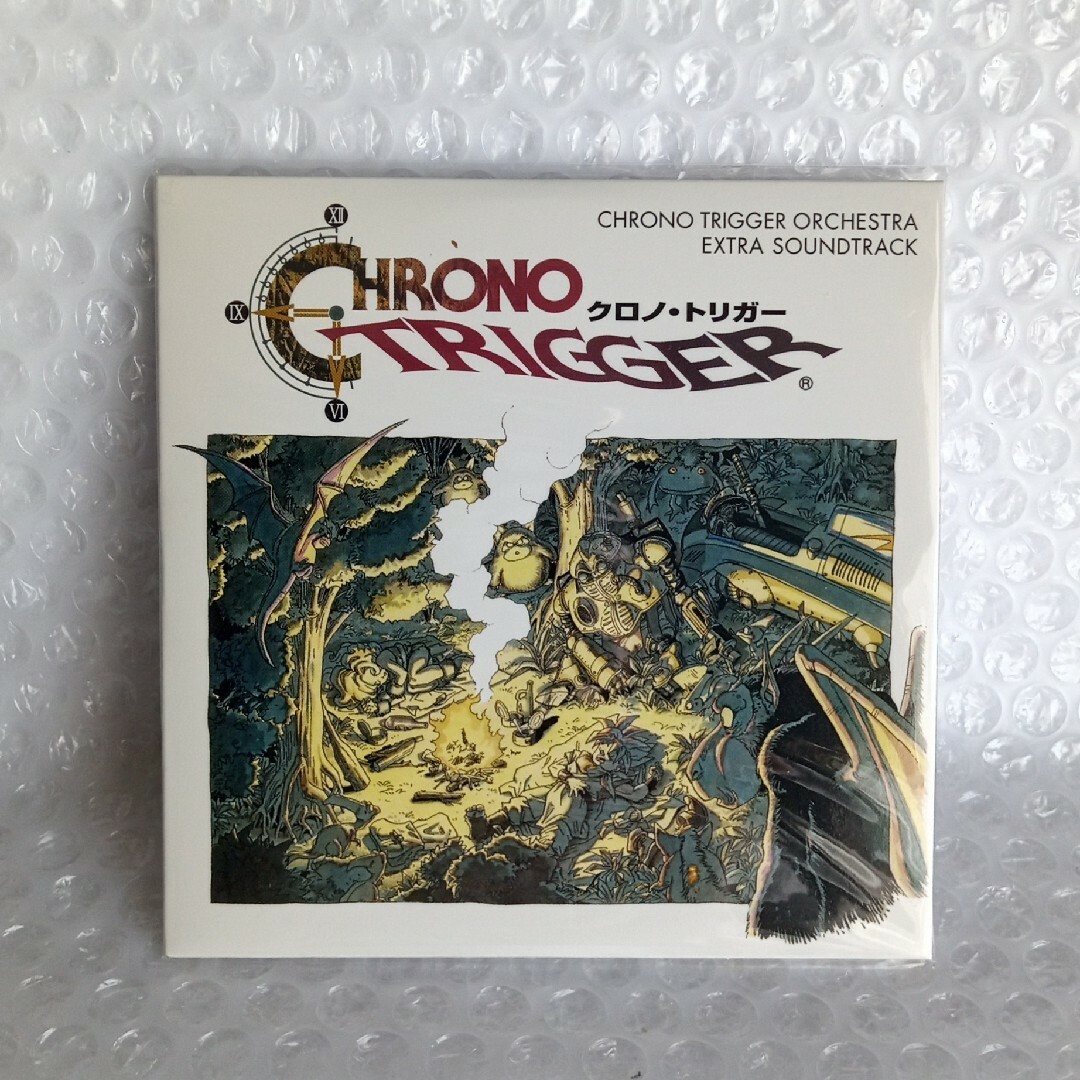 CHRONO TRIGGER ORCHESTRA
EXTRA SOUNDTRACK
XII
IX
VI
CHRONO
クロノ・トリガー
TRIGGER®